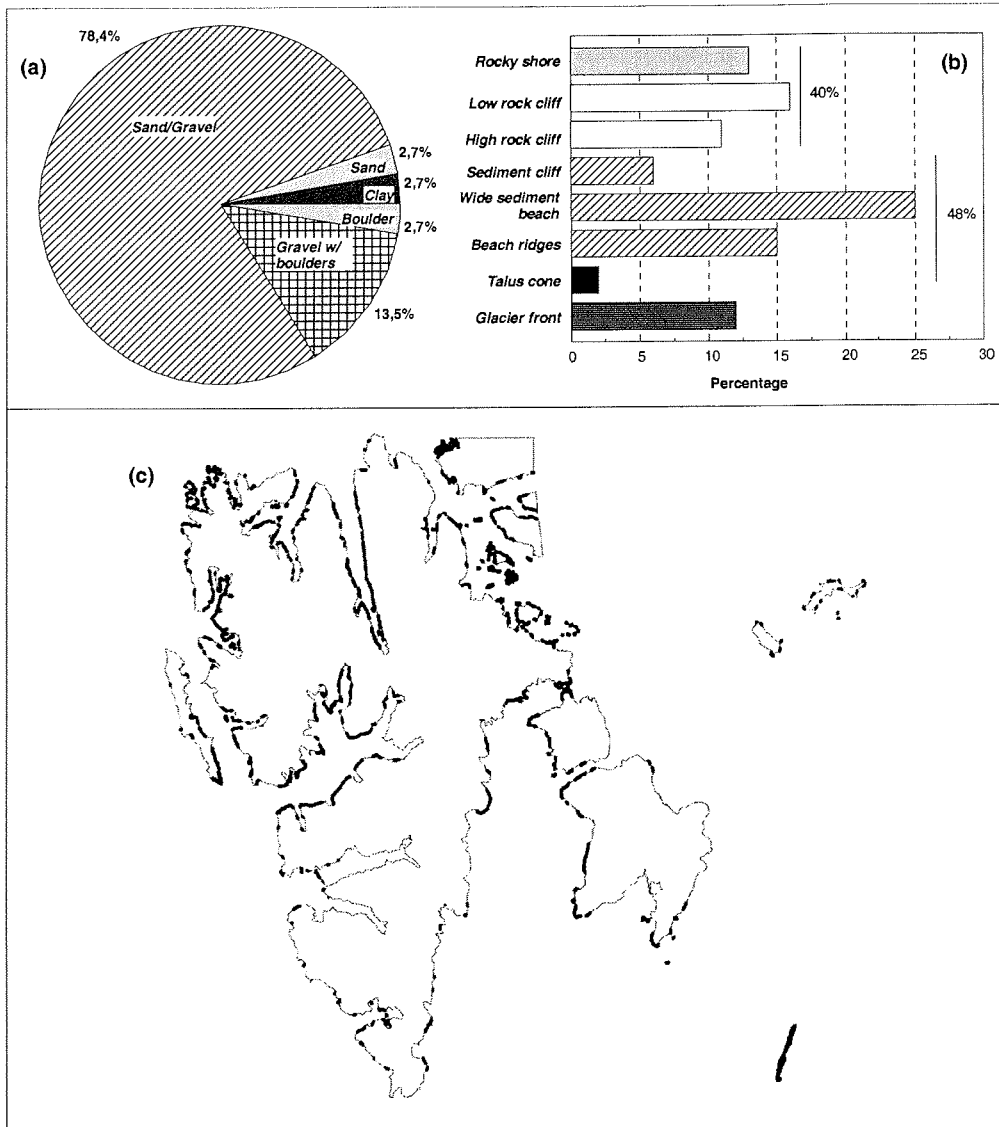 (a)
78,4%
Sand/Gravel
2,7%
Sand
2,7%
Clay
Boulder
2,7%
Gravel w/
boulders
13,5%
(b)
Rocky shore
Low rock cliff
High rock cliff
Sediment cliff
Wide sediment
beach
Beach ridges
Talus cone
Glacier front
40%
48%
0 5 10 15 20 25 30
Percentage
(c)